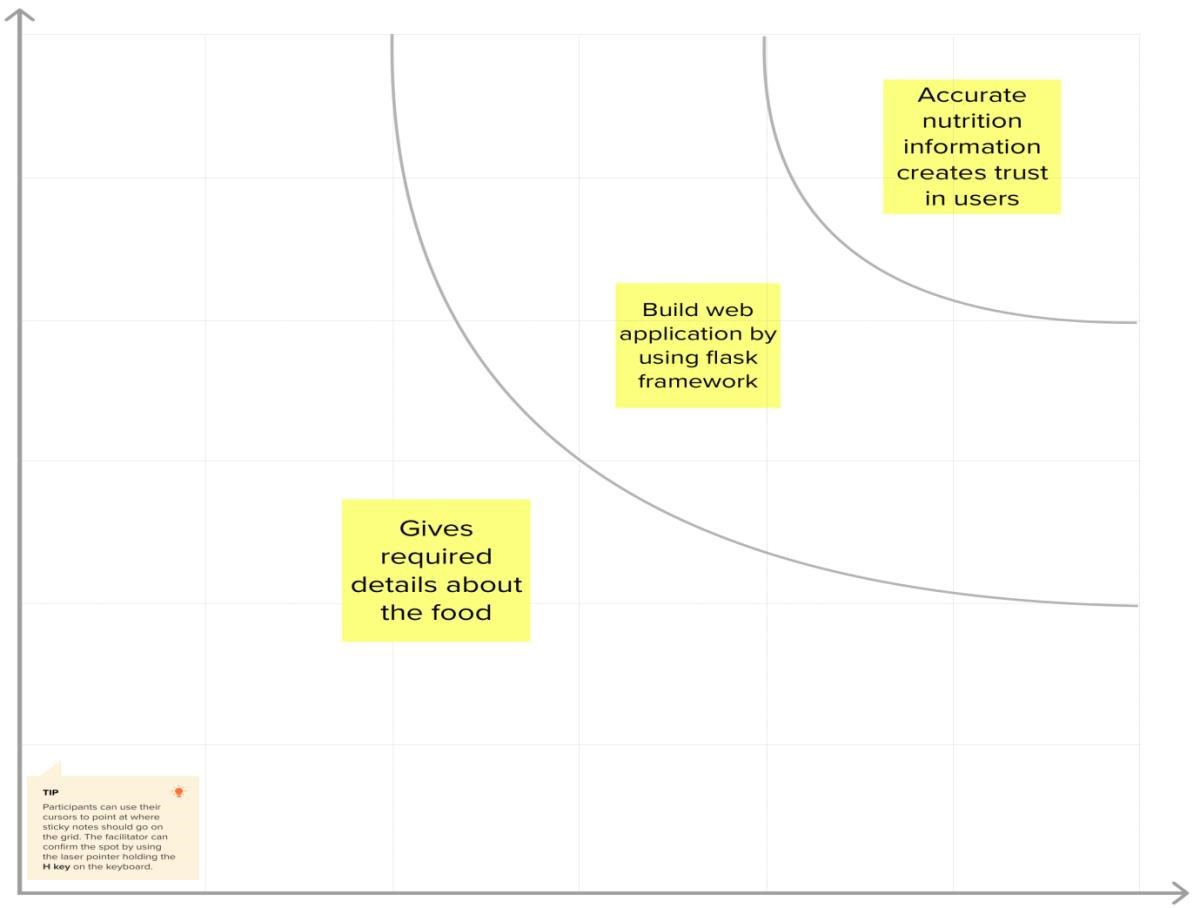 Accurate
nutrition
information
creates trust
in users
Build web
application by
using flask
framework
Gives
required
details about
the food
TIP
Participants can use their
cursors to point at where
sticky notes should go on
the grid. The facilitator can
confirm the spot by using
the laser pointer holding the
H key on the keyboard.